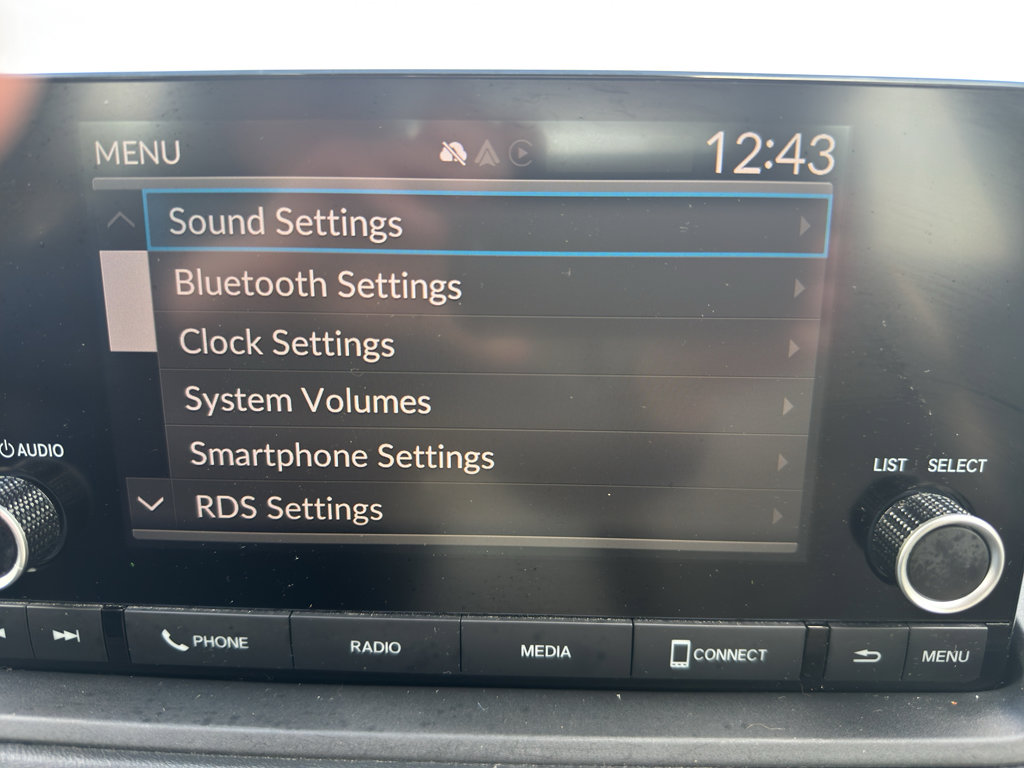 MENU
12:43
Sound Settings
Bluetooth Settings
Clock Settings
System Volumes
Smartphone Settings
RDS Settings
AUDIO
LIST SELECT
PHONE
RADIO
MEDIA
CONNECT
MENU